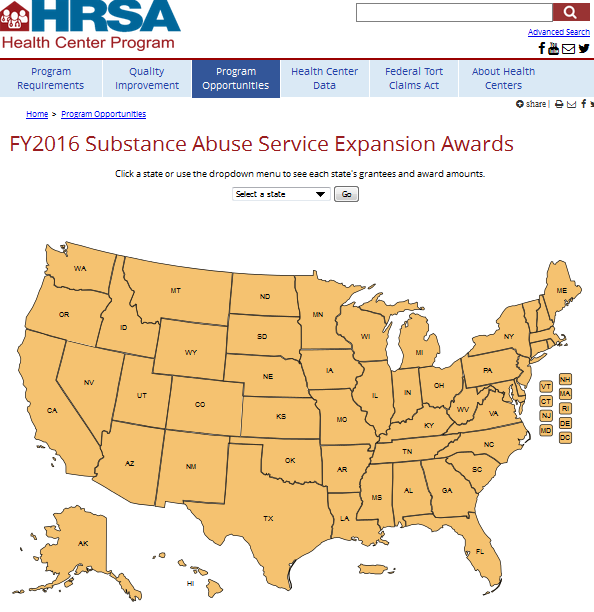 HRSA
Health Center Program
Advanced Search
Program Requirements
Quality Improvement
Program Opportunities
Health Center Data
Federal Tort Claims Act
About Health Centers
share|
Home > Program Opportunities
FY2016 Substance Abuse Service Expansion Awards
Click a state or use the dropdown menu to see each state's grantees and award amounts.
Select a state Go
WA
MT
ND
MN
ME
OR
ID
SD
WI
NY
WY
MI
NE
IA
PA
NV
UT
CO
IL
IN
OH
VT NH
CA
KS
MO
KY
WV
VA
CT MA
NJ RI
MD DE
DC
AZ
NM
OK
AR
TN
NC
SC
TX
LA
MS
AL
GA
FL
AK
HI